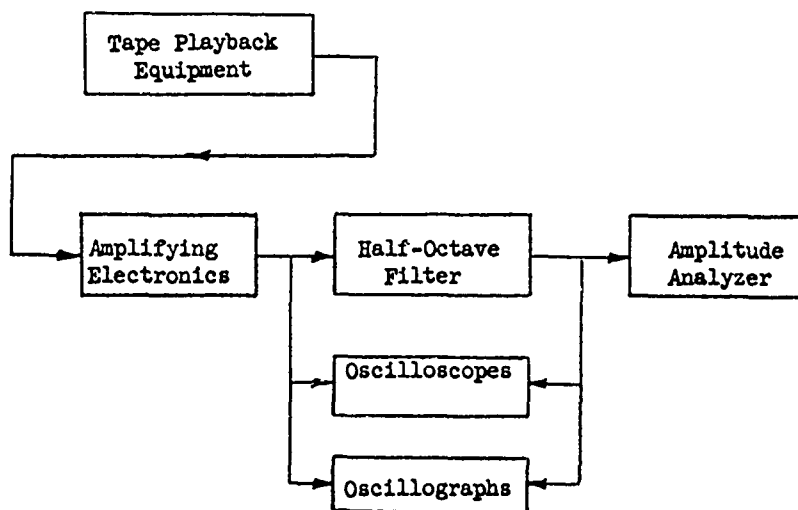 Tape Playback
Equipment
Amplifying
Electronics
Half-Octave
Filter
Amplitude
Analyzer
Oscilloscopes
Oscillographs